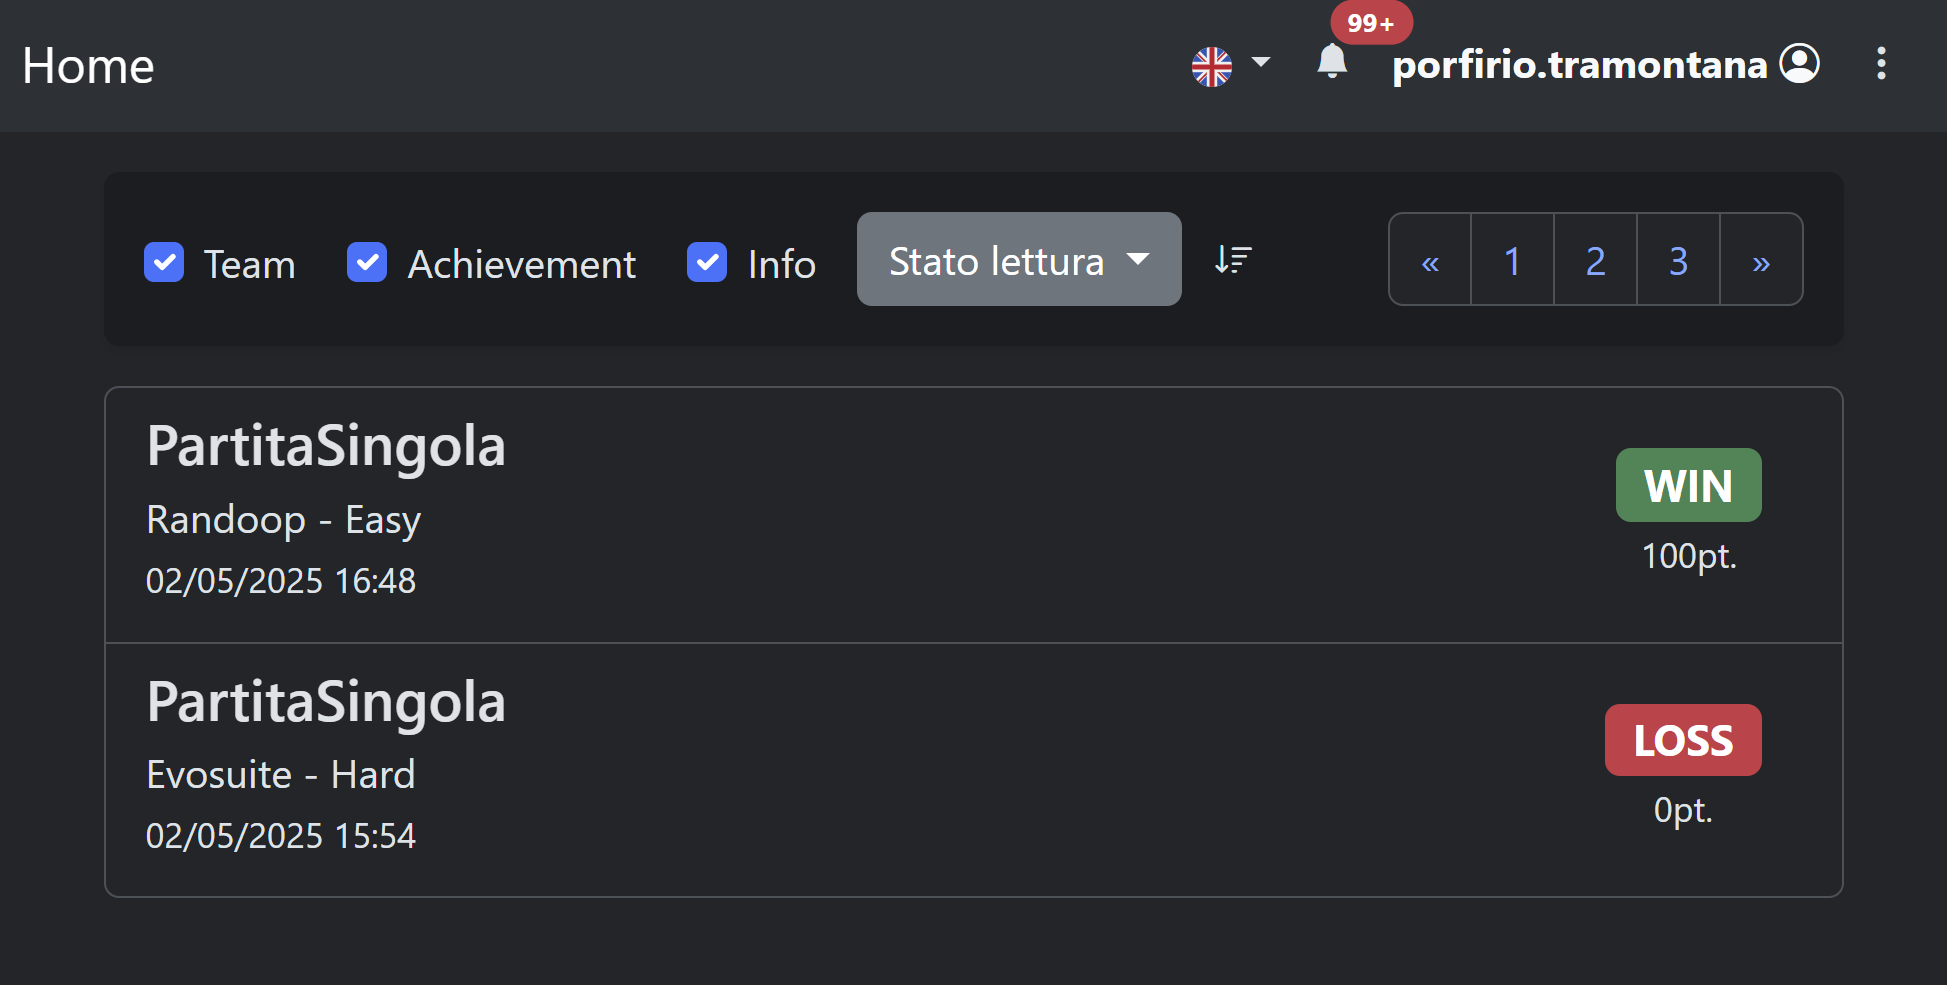 Home
99+
porfirio.tramontana
Team
Achievement
Info
Stato lettura
« 1 2 3 »
PartitaSingola
Randoop - Easy
02/05/2025 16:48
WIN
100pt.
PartitaSingola
Evosuite - Hard
02/05/2025 15:54
LOSS
0pt.